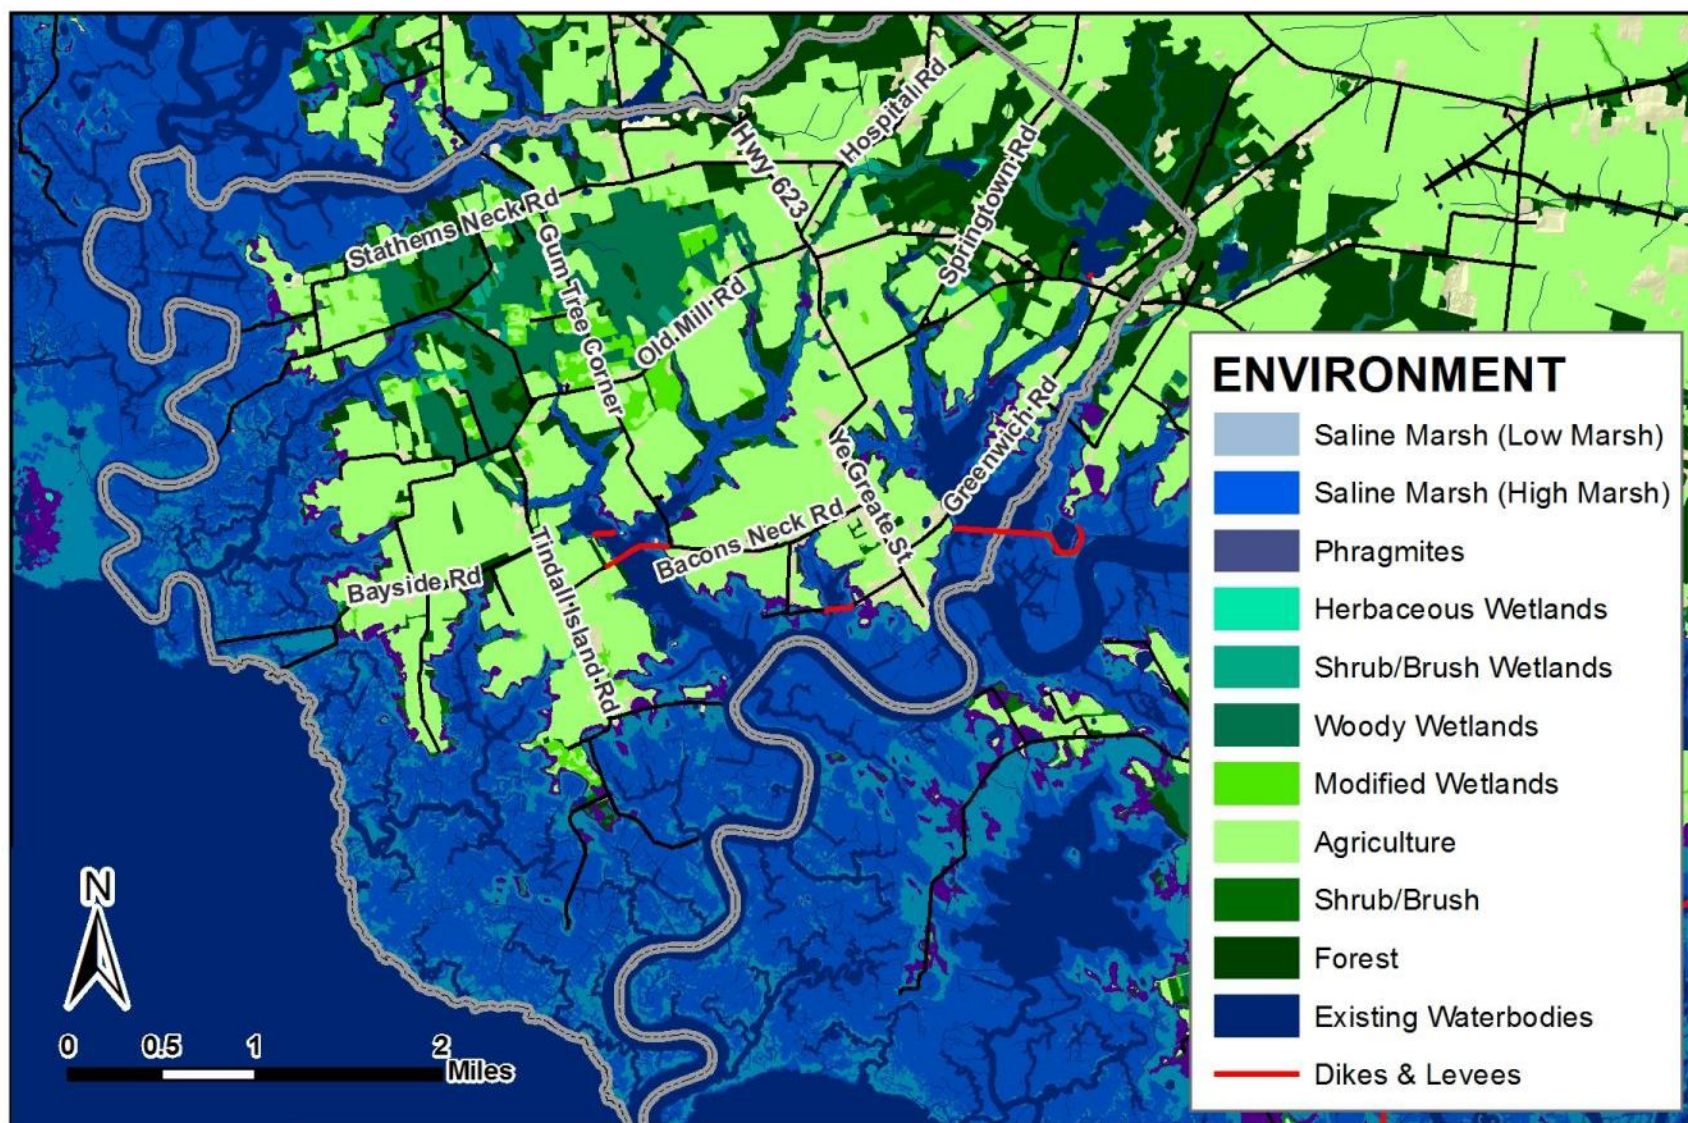 Hospital Rd
Hwy 623
Springtown Rd
Stathems Neck Rd
Gum Tree Corner
Old Mill Rd
Ye Greate St
Greenwich Rd
Bacons Neck Rd
Tindall Island Rd
Bayside Rd
ENVIRONMENT
Saline Marsh (Low Marsh)
Saline Marsh (High Marsh)
Phragmites
Herbaceous Wetlands
Shrub/Brush Wetlands
Woody Wetlands
Modified Wetlands
Agriculture
Shrub/Brush
Forest
Existing Waterbodies
Dikes & Levees
N
0 0.5 1 2
Miles